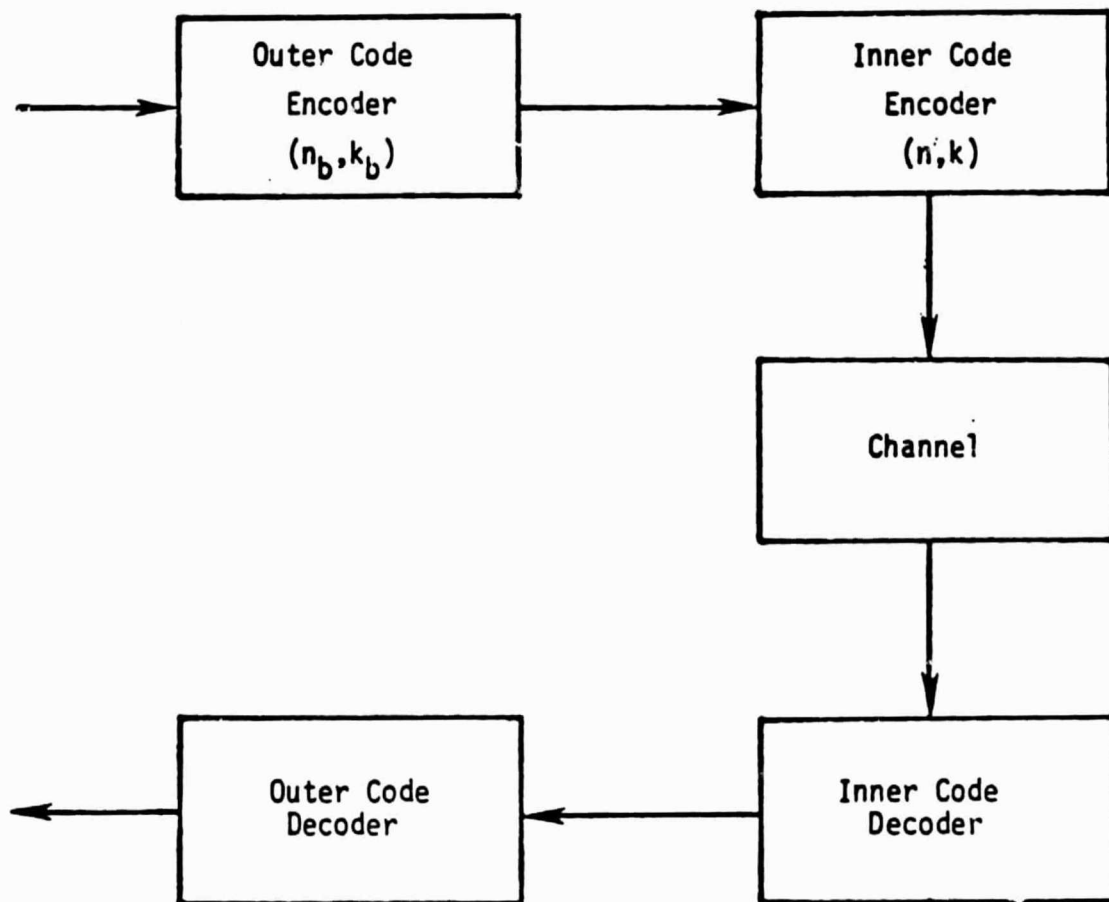 Outer Code
Encoder
(n_b,k_b)
Inner Code
Encoder
(n,k)
Channel
Outer Code
Decoder
Inner Code
Decoder